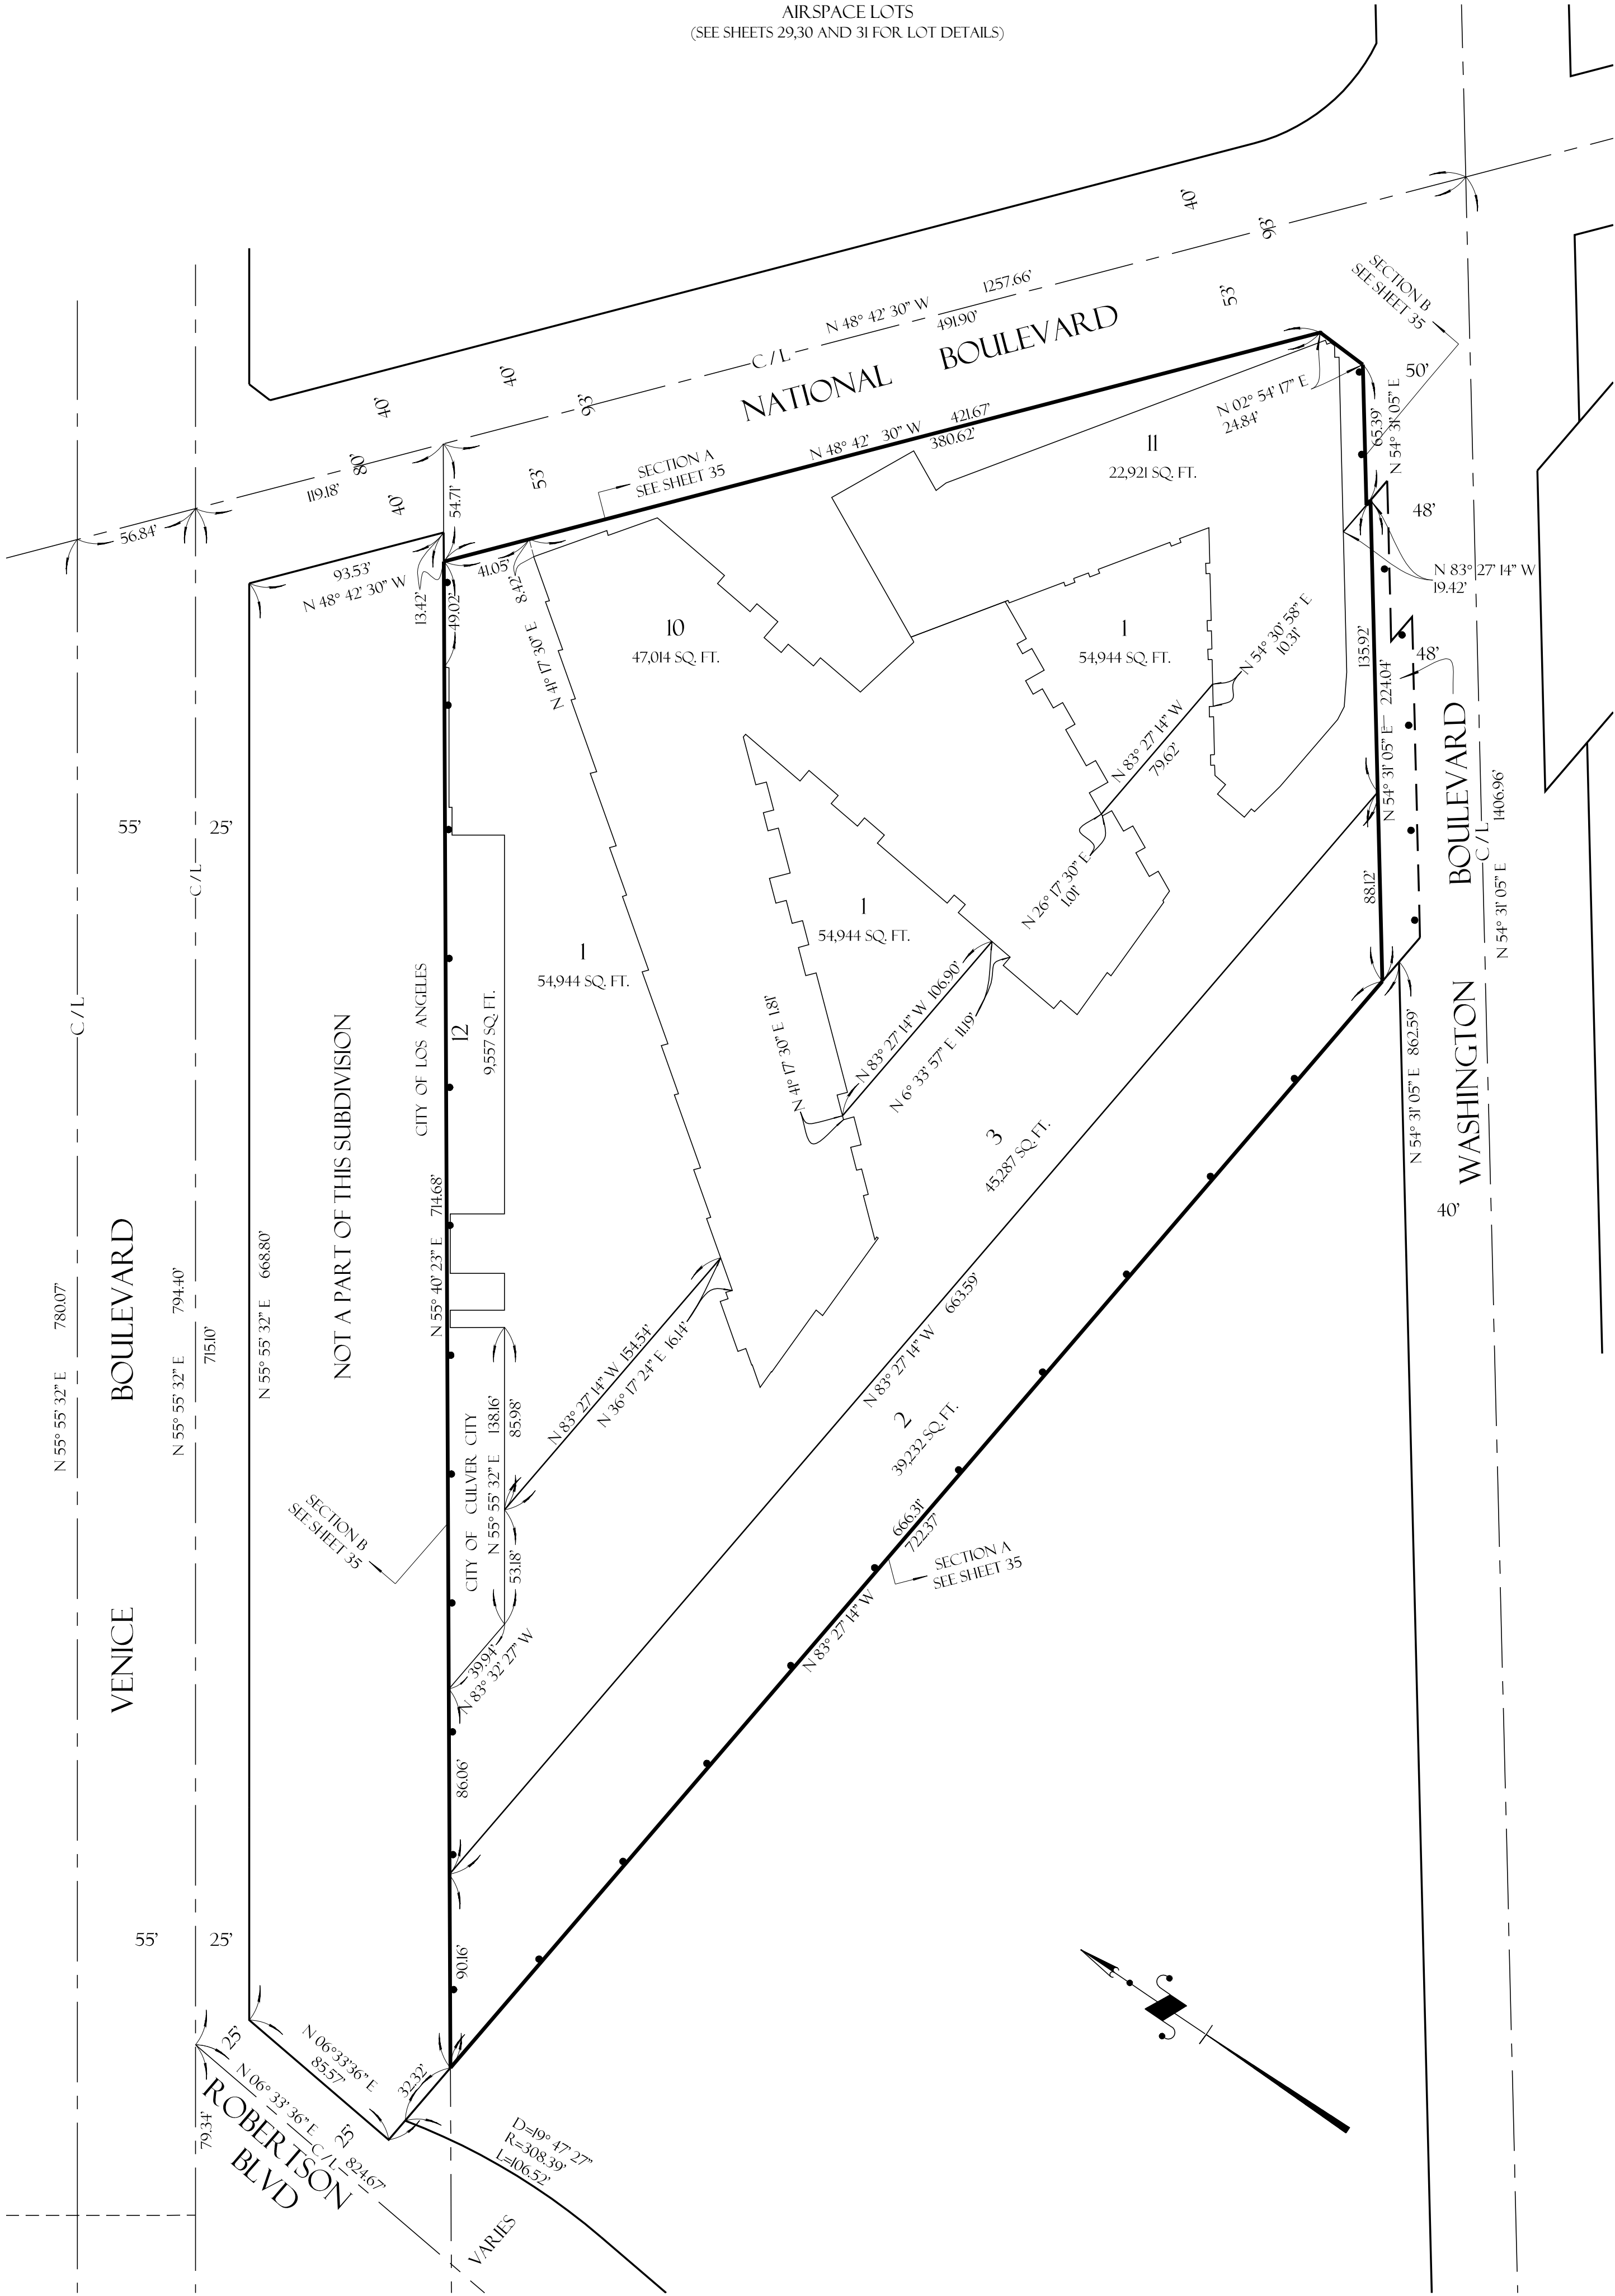 AIRSPACE LOTS
(SEE SHEETS 29,30 AND 31 FOR LOT DETAILS)
40'
93'
53'
1257.66'
N 48° 42' 30" W
491.90'
C / L
NATIONAL BOULEVARD
SECTION B
SEE SHEET 35
50'
40'
40'
93'
80'
119.18'
40'
53'
54.71'
56.84'
SECTION A
SEE SHEET 35
N 48° 42' 30" W
421.67'
380.62'
N 02° 54' 17" E
24.84'
65.39'
N 54° 31' 05" E
11
22,921 SQ. FT.
48'
N 83° 27' 14" W
19.42'
93.53'
N 48° 42' 30" W
13.42'
49.02'
41.05'
8.42'
N 41° 17' 30" E
10
47,014 SQ. FT.
1
54,944 SQ. FT.
N 54° 30' 58" E
10.31'
135.92'
224.04'
N 54° 31' 05" E
48'
N 83° 27' 14" W
79.62'
N 26° 17' 30" E
1.01'
88.12'
BOULEVARD
C / L
1406.96'
N 54° 31' 05" E
55'
25'
C / L
C / L
1
54,944 SQ. FT.
1
54,944 SQ. FT.
CITY OF LOS ANGELES
12
9,557 SQ. FT.
NOT A PART OF THIS SUBDIVISION
N 41° 17' 30" E 1.81'
N 83° 27' 14" W 106.90'
N 6° 33' 57" E 11.19'
3
45,287 SQ. FT.
N 54° 31' 05" E 862.59'
WASHINGTON
40'
780.07'
N 55° 55' 32" E
BOULEVARD
794.40'
715.10'
N 55° 55' 32" E
668.80'
N 55° 55' 32" E
714.68'
N 55° 40' 23" E
N 83° 27' 14" W 154.54'
N 36° 17' 24" E 16.14'
663.59'
N 83° 27' 14" W
2
39,232 SQ. FT.
CITY OF CULVER CITY
138.16'
N 55° 55' 32" E
85.98'
53.18'
SECTION B
SEE SHEET 35
666.31'
722.37'
SECTION A
SEE SHEET 35
N 83° 27' 14" W
VENICE
39.94'
N 83° 32' 27" W
86.06'
90.16'
55'
25'
25'
N 06°33'36" E
85.57'
32.32'
N 06° 33' 36" E
C / L
824.67'
25'
79.34'
ROBERTSON
BLVD
D=19° 47' 27"
R=308.39'
L=106.52'
VARIES